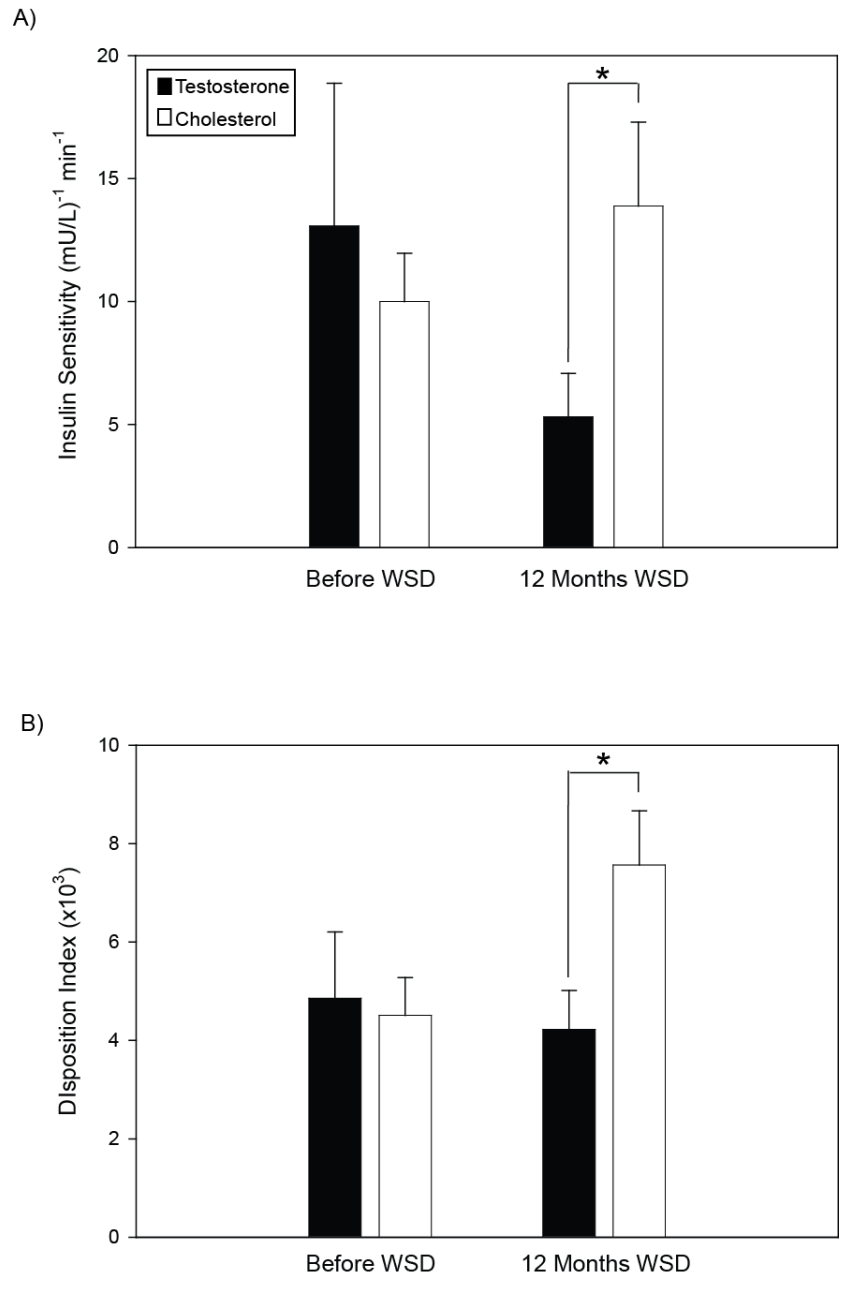 A)
20
15
10
5
0
Insulin Sensitivity (mU/L)⁻¹ min⁻¹
Testosterone
Cholesterol
*
Before WSD
12 Months WSD
B)
10
8
6
4
2
0
DIsposition Index (x10³)
*
Before WSD
12 Months WSD